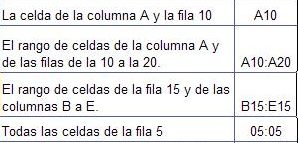 La celda de la columna A y la fila 10 A10
El rango de celdas de la columna A y
de las filas de la 10 a la 20. A10:A20
El rango de celdas de la fila 15 y de las
columnas B a E. B15:E15
Todas las celdas de la fila 5 05:05